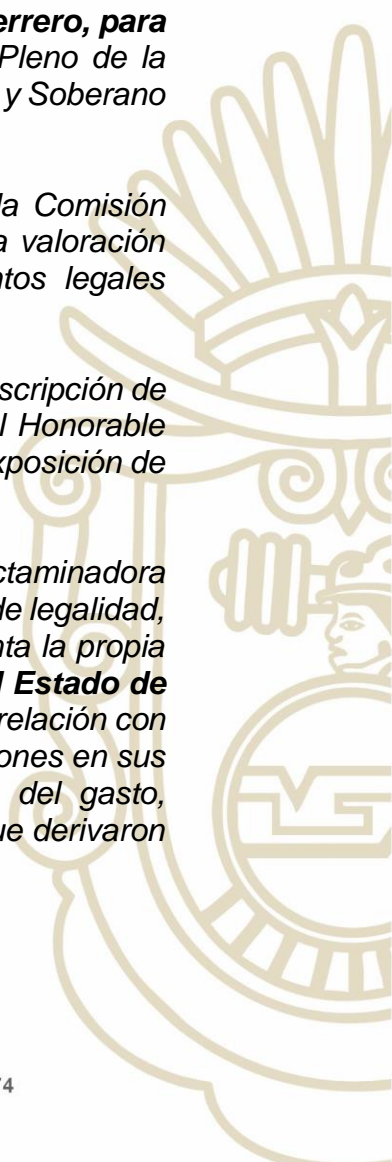 errero, para
Pleno de la
y Soberano
la Comisión
a valoración
ntos legales
scripción de
l Honorable
xposición de
ctaminadora
de legalidad,
nta la propia
l Estado de
relación con
ones en sus
del gasto,
ue derivaron
74